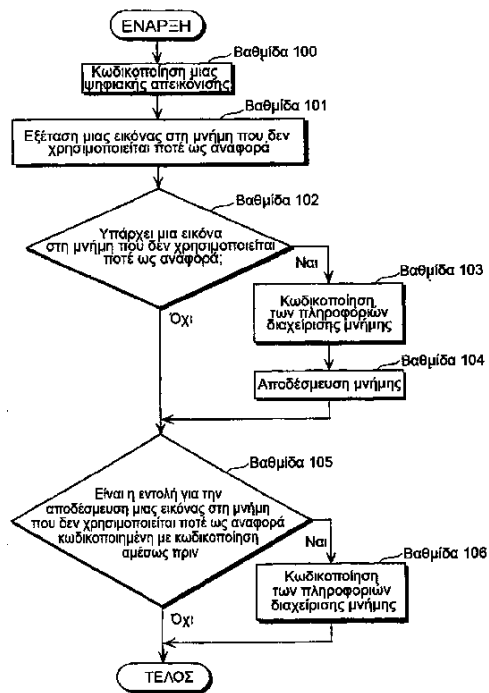 ΕΝΑΡΞΗ
Βαθμίδα 100
Κωδικοποίηση μιας
ψηφιακής απεικόνισης
Βαθμίδα 101
Εξέταση μιας εικόνας στη μνήμη που δεν
χρησιμοποιείται ποτέ ως αναφορά
Βαθμίδα 102
Υπάρχει μια εικόνα
στη μνήμη που δεν χρησιμοποιείται
ποτέ ως αναφορά;
Ναι
Βαθμίδα 103
Κωδικοποίηση
των πληροφοριών
διαχείρισης μνήμης
Όχι
Βαθμίδα 104
Αποδέσμευση μνήμης
Βαθμίδα 105
Είναι η εντολή για την
αποδέσμευση μιας εικόνας στη μνήμη
που δεν χρησιμοποιείται ποτέ ως αναφορά
κωδικοποιημένη με κωδικοποίηση
αμέσως πριν
Ναι
Βαθμίδα 106
Κωδικοποίηση
των πληροφοριών
διαχείρισης μνήμης
Όχι
ΤΕΛΟΣ